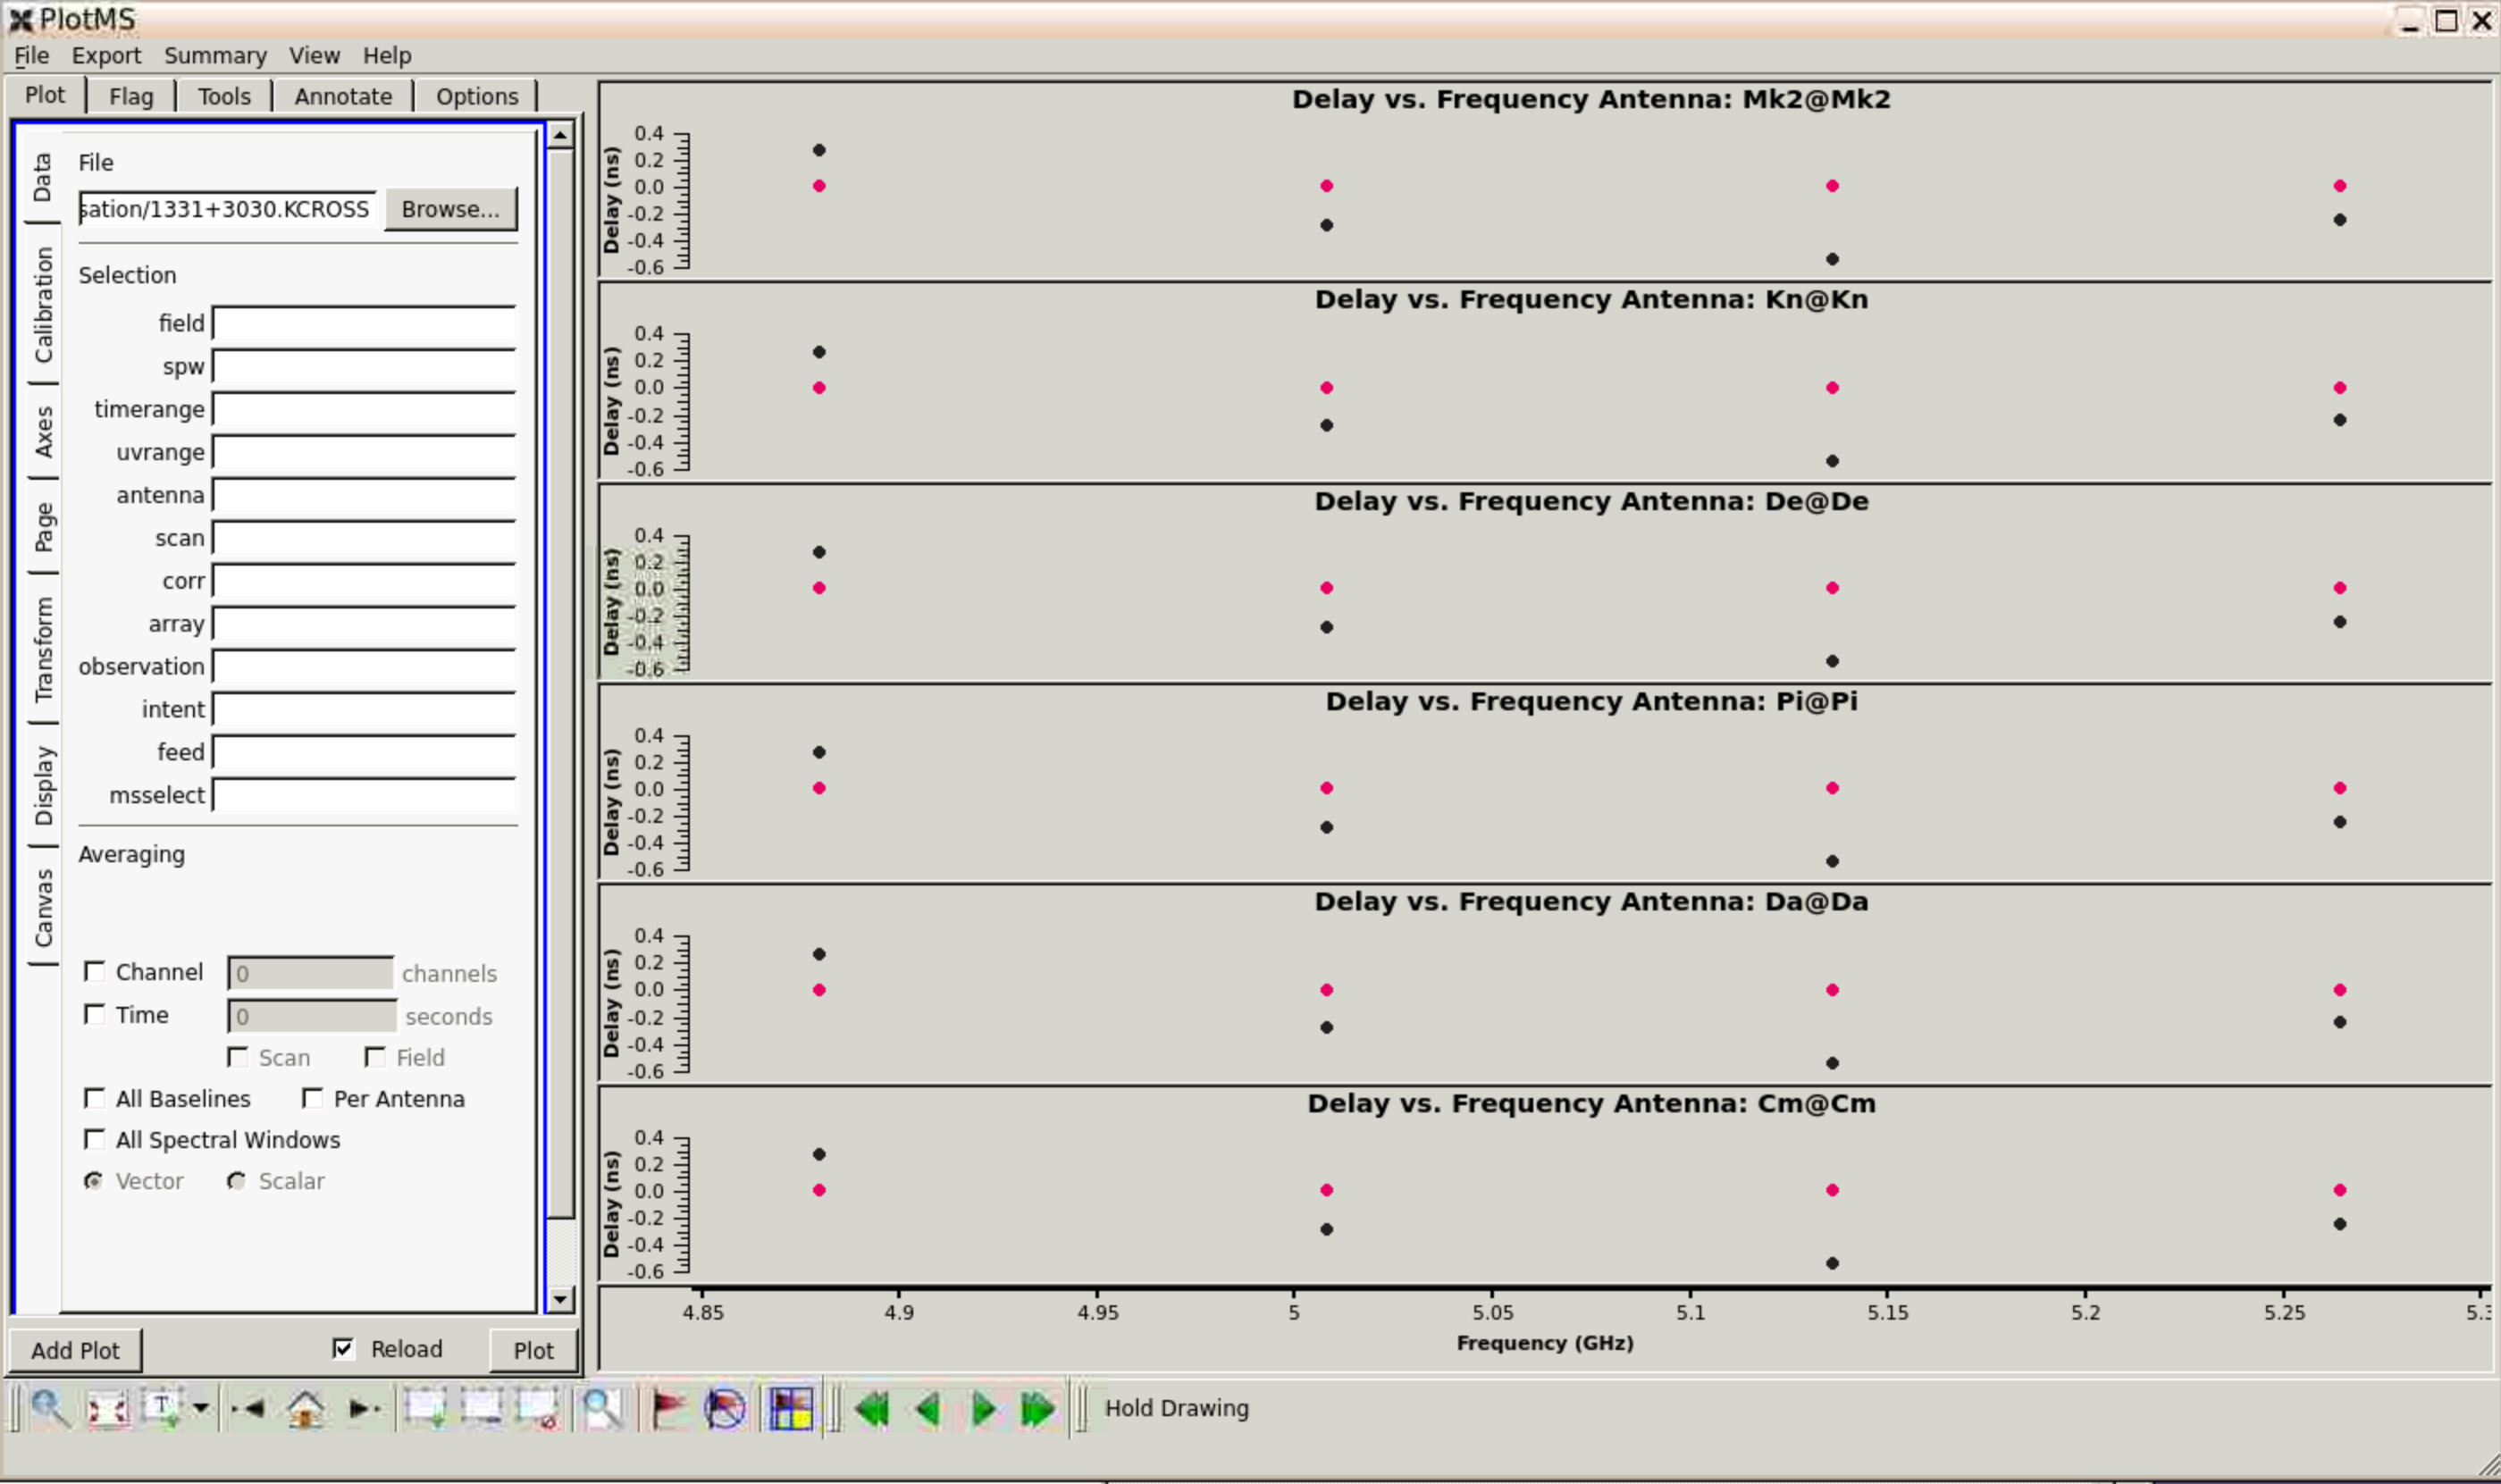 PlotMS
File Export Summary View Help
Plot Flag Tools Annotate Options
Data
Calibration
Axes
Page
Transform
Display
Canvas
File
sation/1331+3030.KCROSS Browse...
Selection
field
spw
timerange
uvrange
antenna
scan
corr
array
observation
intent
feed
msselect
Averaging
Channel 0 channels
Time 0 seconds
Scan Field
All Baselines Per Antenna
All Spectral Windows
Vector Scalar
Add Plot Reload Plot
Delay vs. Frequency Antenna: Mk2@Mk2
Delay (ns)
0.4
0.2
0.0
-0.2
-0.4
-0.6
Delay vs. Frequency Antenna: Kn@Kn
Delay (ns)
0.4
0.2
0.0
-0.2
-0.4
-0.6
Delay vs. Frequency Antenna: De@De
Delay (ns)
0.4
0.2
0.0
-0.2
-0.4
-0.6
Delay vs. Frequency Antenna: Pi@Pi
Delay (ns)
0.4
0.2
0.0
-0.2
-0.4
-0.6
Delay vs. Frequency Antenna: Da@Da
Delay (ns)
0.4
0.2
0.0
-0.2
-0.4
-0.6
Delay vs. Frequency Antenna: Cm@Cm
Delay (ns)
0.4
0.2
0.0
-0.2
-0.4
-0.6
4.85 4.9 4.95 5 5.05 5.1 5.15 5.2 5.25
Frequency (GHz)
T
Hold Drawing